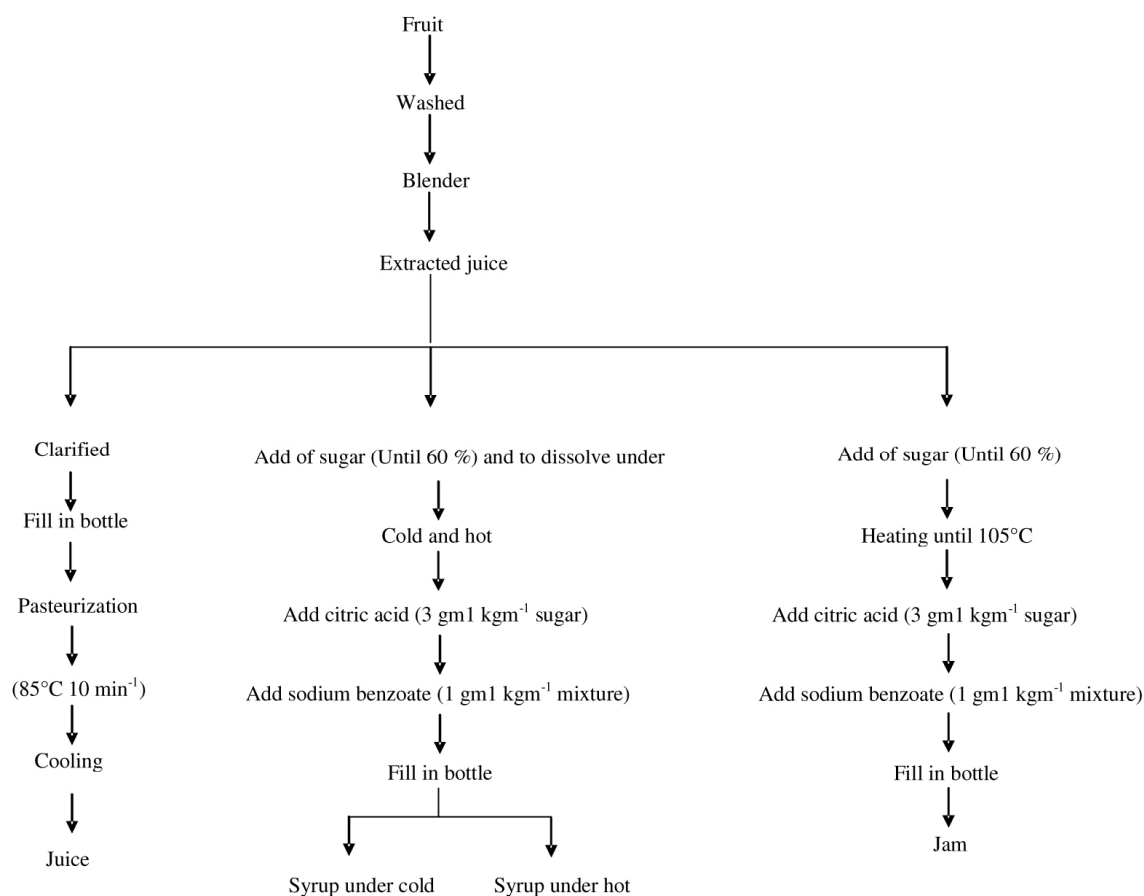 Fruit
Washed
Blender
Extracted juice
Clarified
Fill in bottle
Pasteurization
(85°C 10 min⁻¹)
Cooling
Juice
Add of sugar (Until 60 %) and to dissolve under
Cold and hot
Add citric acid (3 gm1 kgm⁻¹ sugar)
Add sodium benzoate (1 gm1 kgm⁻¹ mixture)
Fill in bottle
Syrup under cold
Syrup under hot
Add of sugar (Until 60 %)
Heating until 105°C
Add citric acid (3 gm1 kgm⁻¹ sugar)
Add sodium benzoate (1 gm1 kgm⁻¹ mixture)
Fill in bottle
Jam